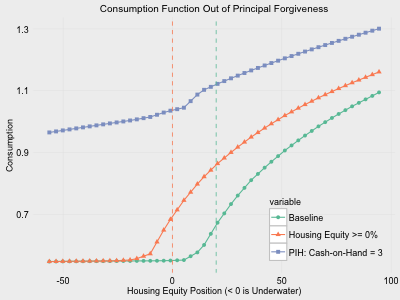 Consumption Function Out of Principal Forgiveness
1.3
1.1
0.9
0.7
Consumption
variable
Baseline
Housing Equity >= 0%
PIH: Cash-on-Hand = 3
-50
0
50
100
Housing Equity Position (< 0 is Underwater)